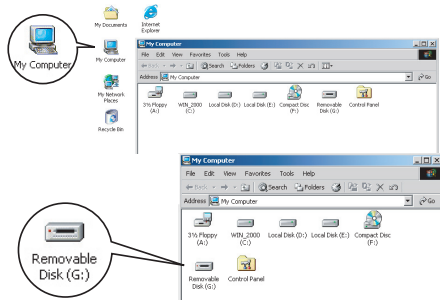 My Documents
Internet
Explorer
My Computer
My Computer
My Network
Places
Recycle Bin
My Computer
File Edit View Favorites Tools Help
Back Search Folders
Address My Computer Go
3½ Floppy
(A:)
WIN_2000
(C:)
Local Disk (D:)
Local Disk (E:)
Compact Disc
(F:)
Removable
Disk (G:)
Control Panel
My Computer
File Edit View Favorites Tools Help
Back Search Folders
Address My Computer Go
3½ Floppy
(A:)
WIN_2000
(C:)
Local Disk (D:)
Local Disk (E:)
Compact Disc
(F:)
Removable
Disk (G:)
Control Panel
Removable
Disk (G:)